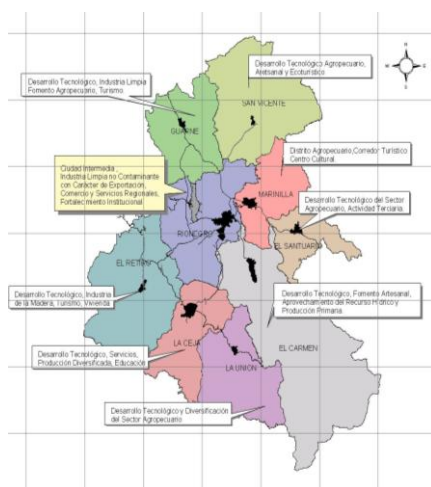 Desarrollo Tecnológico, Industria Limpia
Fomento Agropecuario, Turismo
Desarrollo Tecnológico Agropecuario,
Artesanal y Ecoturístico
N
SAN VICENTE
GUARNE
Ciudad Intermedia,
Industria Limpia no Contaminante
con Carácter de Exportación,
Comercio y Servicios Regionales,
Fortalecimiento Institucional.
Distrito Agropecuario,Corredor Turístico
Centro Cultural.
MARINILLA
Desarrollo Tecnológico del Sector
Agropecuario, Actividad Terciaria.
RIONEGRO
EL SANTUARIO
EL RETIRO
Desarrollo Tecnológico, Industria
de la Madera, Turismo, Vivienda
Desarrollo Tecnológico, Fomento Artesanal,
Aprovechamiento del Recurso Hídrico y
Producción Primaria.
LA CEJA
EL CARMEN
Desarrollo Tecnológico, Servicios,
Producción Diversificada, Educación
LA UNION
Desarrollo Tecnológico y Diversificación
del Sector Agropecuario